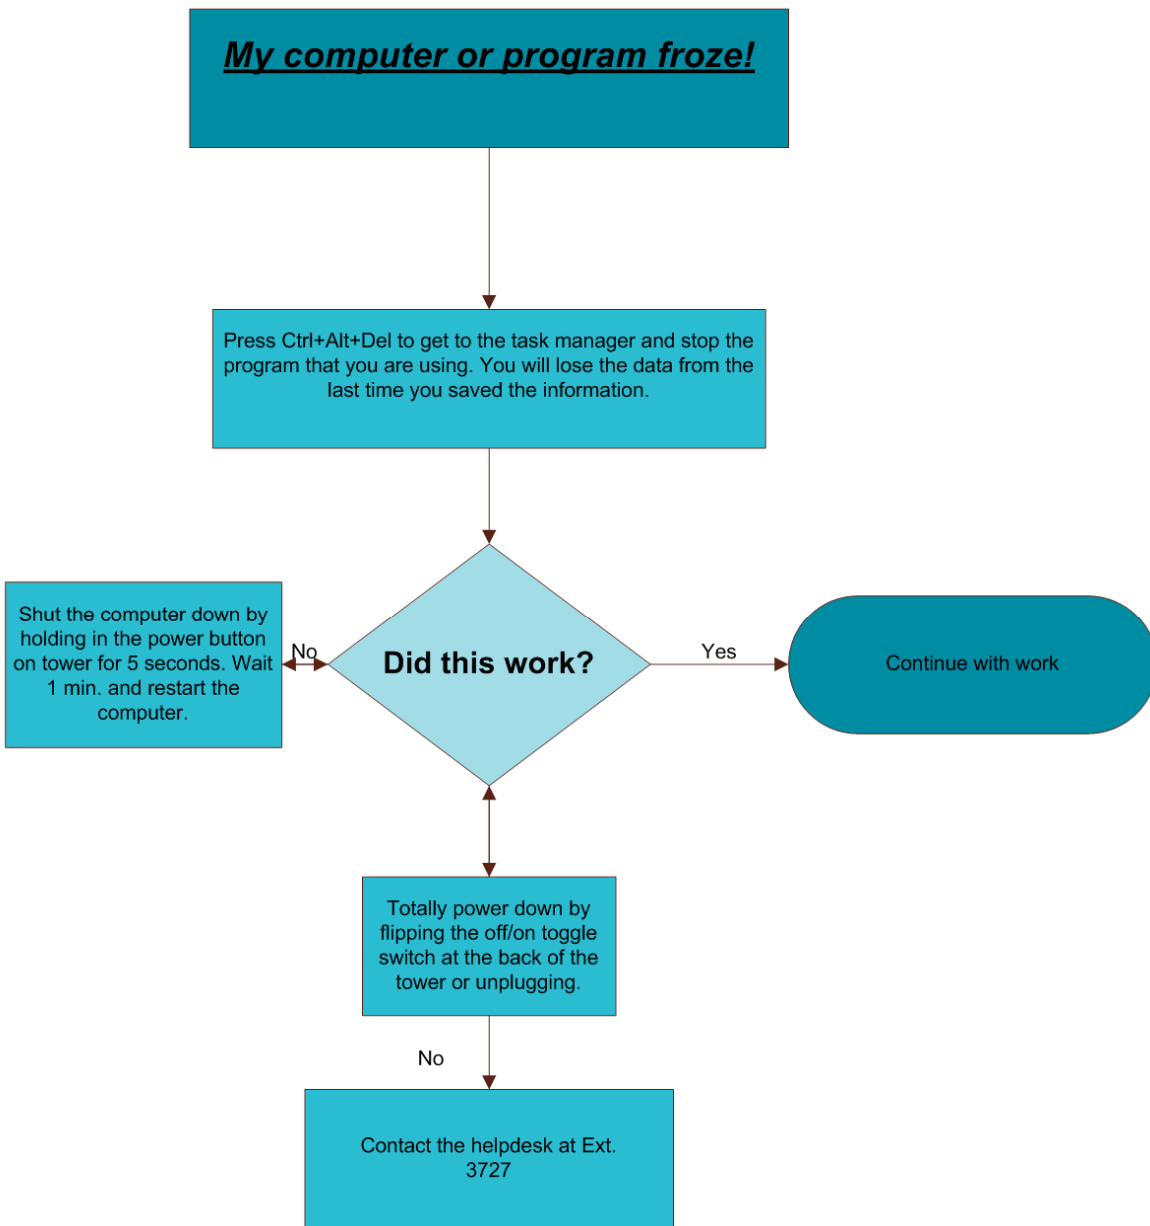 My computer or program froze!
Press Ctrl+Alt+Del to get to the task manager and stop the
program that you are using. You will lose the data from the
last time you saved the information.
Shut the computer down by
holding in the power button
on tower for 5 seconds. Wait
1 min. and restart the
computer.
No
Did this work?
Yes
Continue with work
Totally power down by
flipping the off/on toggle
switch at the back of the
tower or unplugging.
No
Contact the helpdesk at Ext.
3727